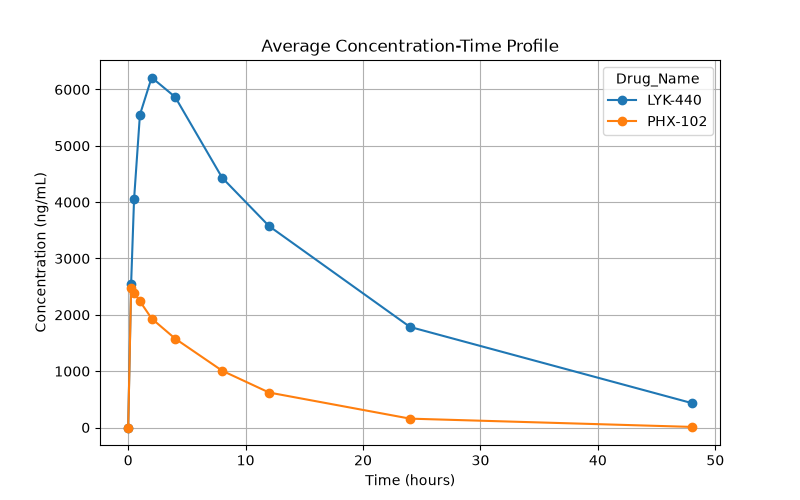 Average Concentration-Time Profile
Drug_Name
LYK-440
PHX-102
6000
5000
4000
3000
2000
1000
0
Concentration (ng/mL)
0 10 20 30 40 50
Time (hours)